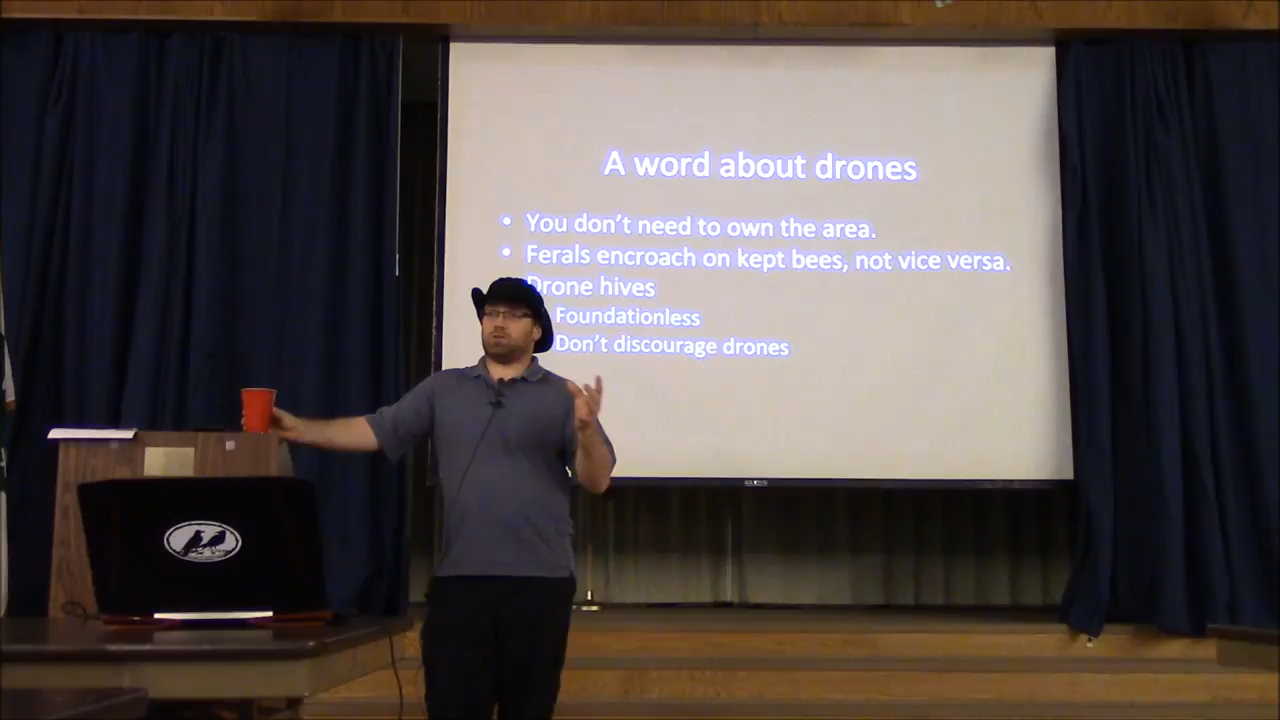 A word about drones
• You don't need to own the area.
• Ferals encroach on kept bees, not vice versa.
Drone hives
Foundationless
Don't discourage drones